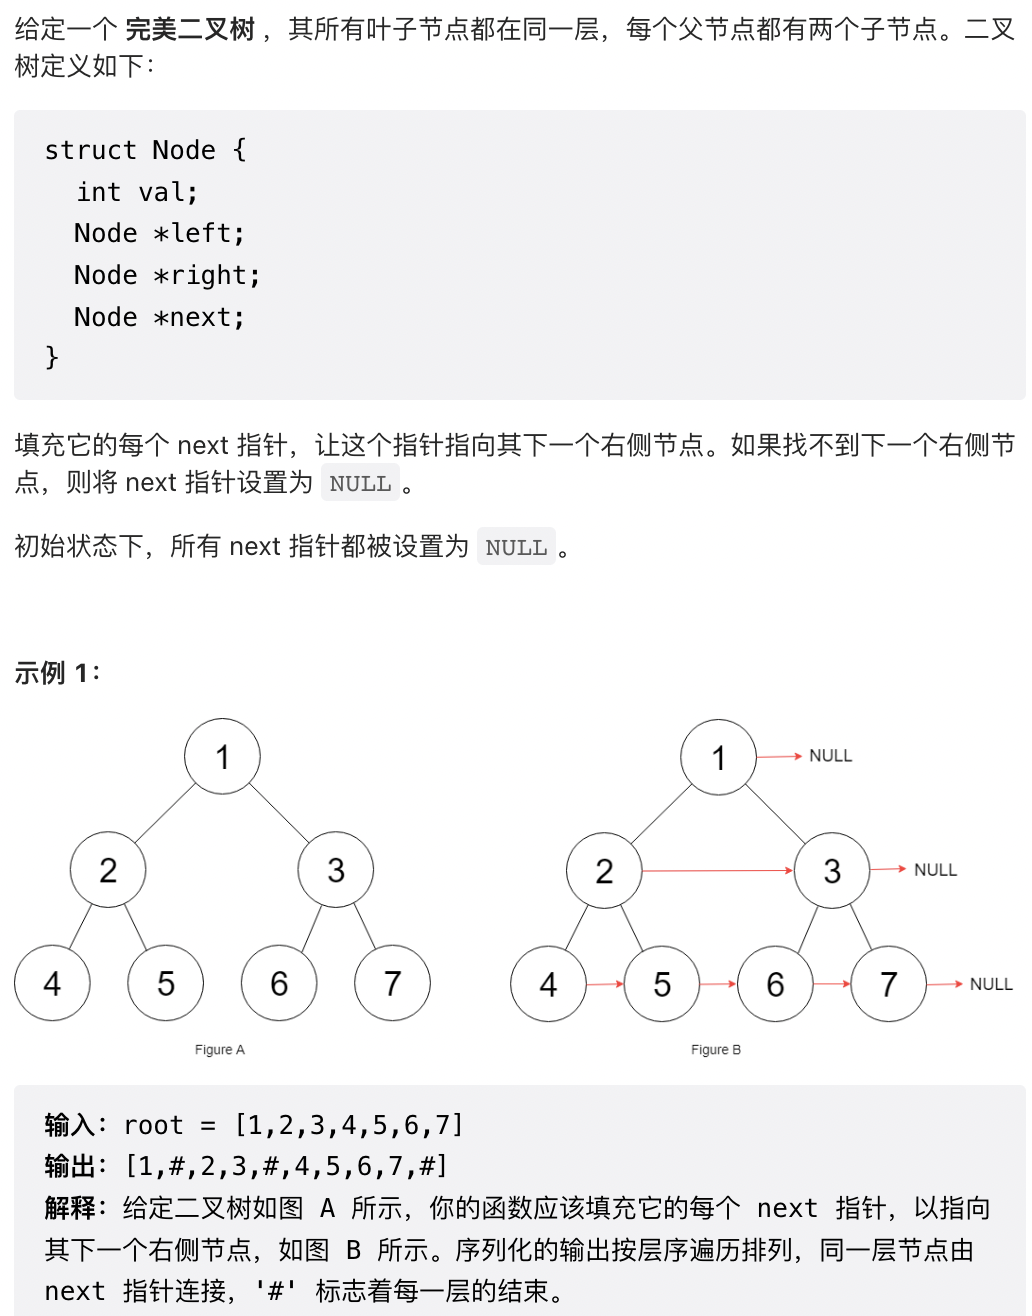 给定一个 完美二叉树 ，其所有叶子节点都在同一层，每个父节点都有两个子节点。二叉
树定义如下：
struct Node {
  int val;
  Node *left;
  Node *right;
  Node *next;
}
填充它的每个 next 指针，让这个指针指向其下一个右侧节点。如果找不到下一个右侧节
点，则将 next 指针设置为 NULL 。
初始状态下，所有 next 指针都被设置为 NULL 。
示例 1：
1
2 3
4 5 6 7
Figure A
1 NULL
2 3 NULL
4 5 6 7 NULL
Figure B
输入：root = [1,2,3,4,5,6,7]
输出：[1,#,2,3,#,4,5,6,7,#]
解释：给定二叉树如图 A 所示，你的函数应该填充它的每个 next 指针，以指向
其下一个右侧节点，如图 B 所示。序列化的输出按层序遍历排列，同一层节点由
next 指针连接，'#' 标志着每一层的结束。